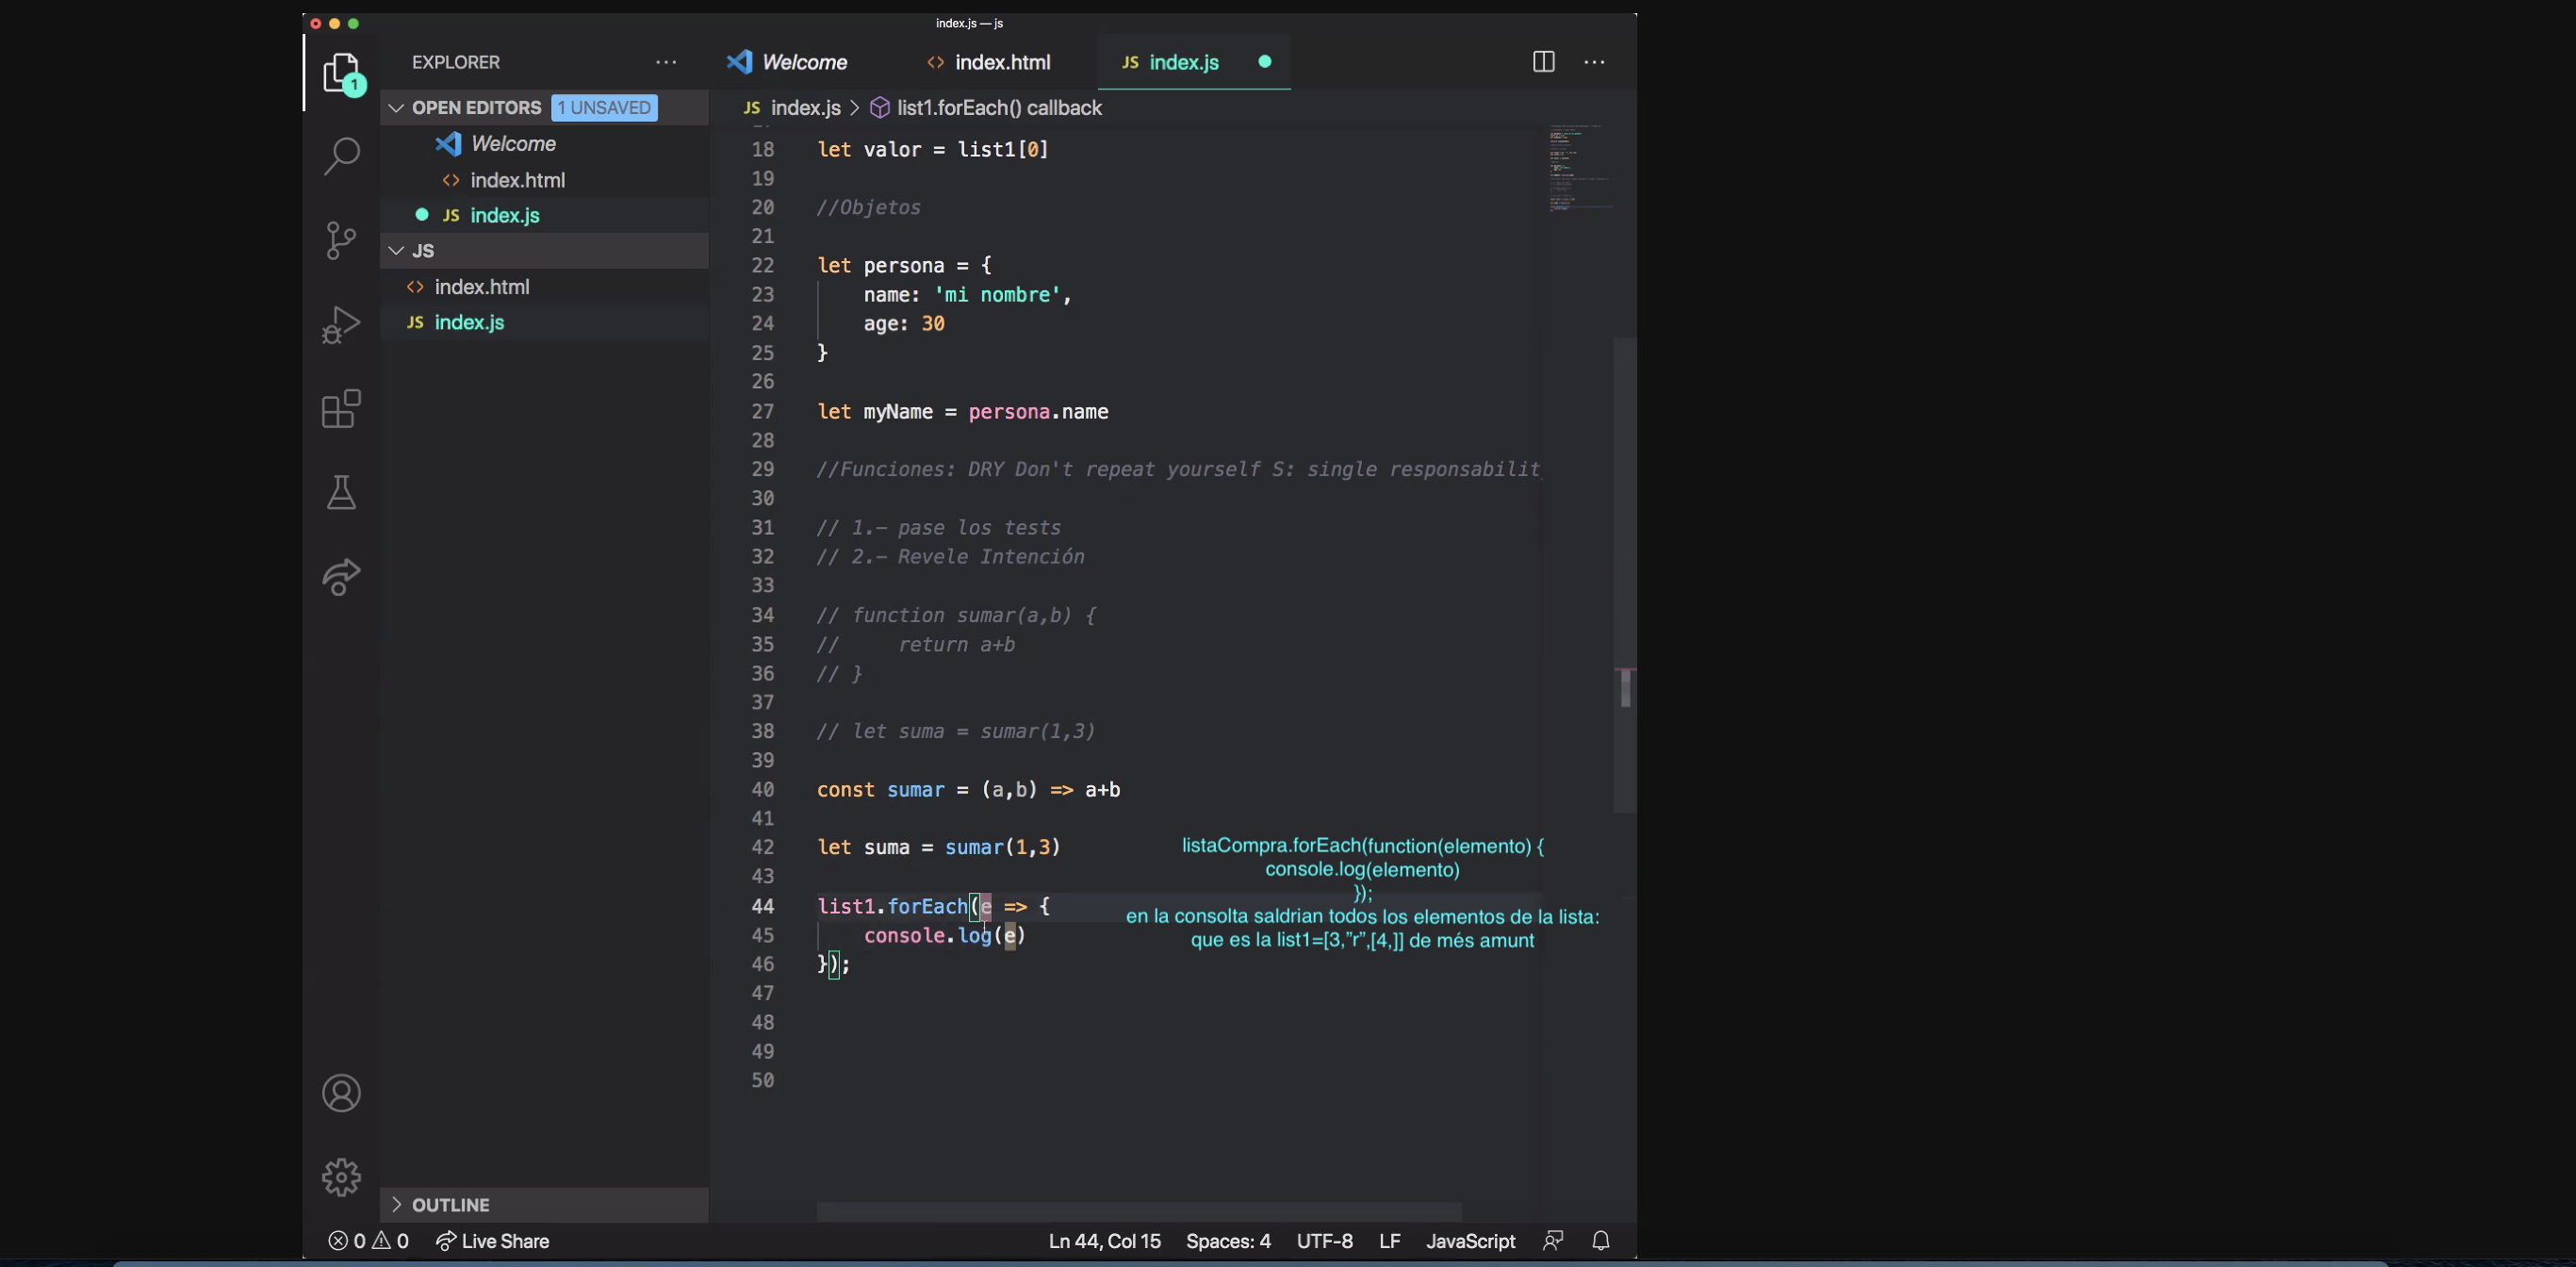 index.js — js
EXPLORER
Welcome
index.html
JS index.js
1
OPEN EDITORS 1 UNSAVED
Welcome
index.html
JS index.js
JS
index.html
JS index.js
JS index.js > list1.forEach() callback
18 let valor = list1[0]
19
20 //Objetos
21
22 let persona = {
23 name: 'mi nombre',
24 age: 30
25 }
26
27 let myName = persona.name
28
29 //Funciones: DRY Don't repeat yourself S: single responsabilit
30
31 // 1.- pase los tests
32 // 2.- Revele Intención
33
34 // function sumar(a,b) {
35 // return a+b
36 // }
37
38 // let suma = sumar(1,3)
39
40 const sumar = (a,b) => a+b
41
42 let suma = sumar(1,3)
43
44 list1.forEach(e => {
45 console.log(e)
46 });
47
48
49
50
listaCompra.forEach(function(elemento) {
console.log(elemento)
});
en la consolta saldrian todos los elementos de la lista:
que es la list1=[3,”r”,[4,]] de més amunt
OUTLINE
0 0 Live Share
Ln 44, Col 15 Spaces: 4 UTF-8 LF JavaScript